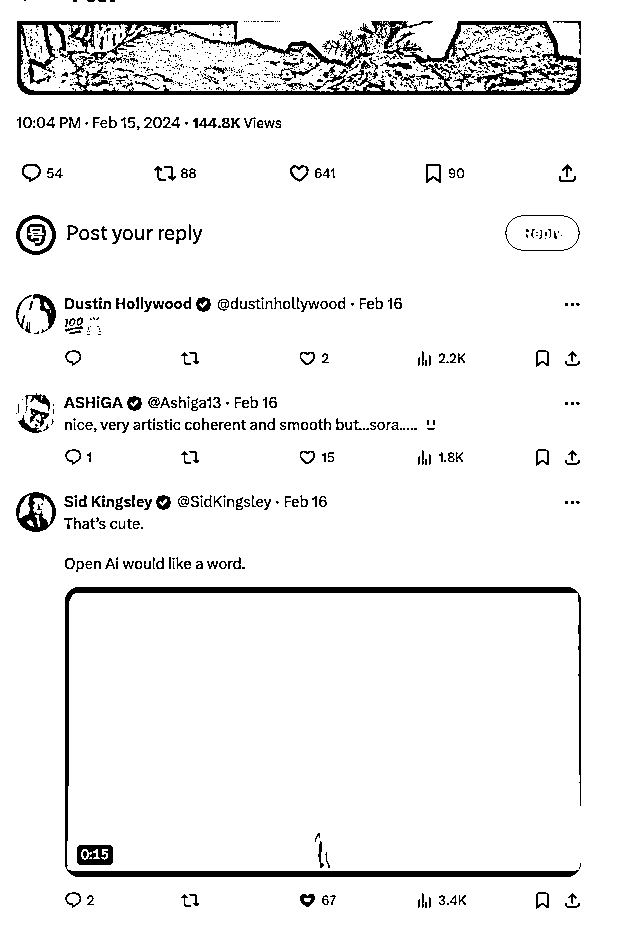 10:04 PM · Feb 15, 2024 · 144.8K Views
54 88 641 90
Post your reply Reply
Dustin Hollywood @dustinhollywood · Feb 16
💯
2 2.2K
ASHiGA @Ashiga13 · Feb 16
nice, very artistic coherent and smooth but...sora.....
1 15 1.8K
Sid Kingsley @SidKingsley · Feb 16
That's cute.
Open Ai would like a word.
0:15
2 67 3.4K